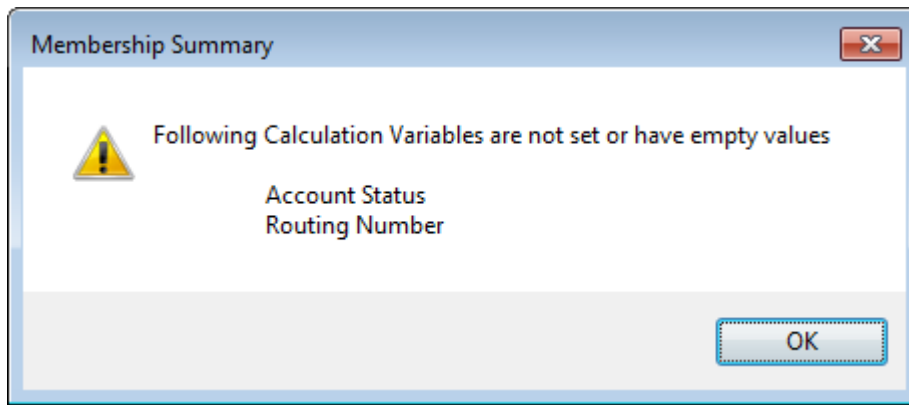 Membership Summary
Following Calculation Variables are not set or have empty values
Account Status
Routing Number
OK